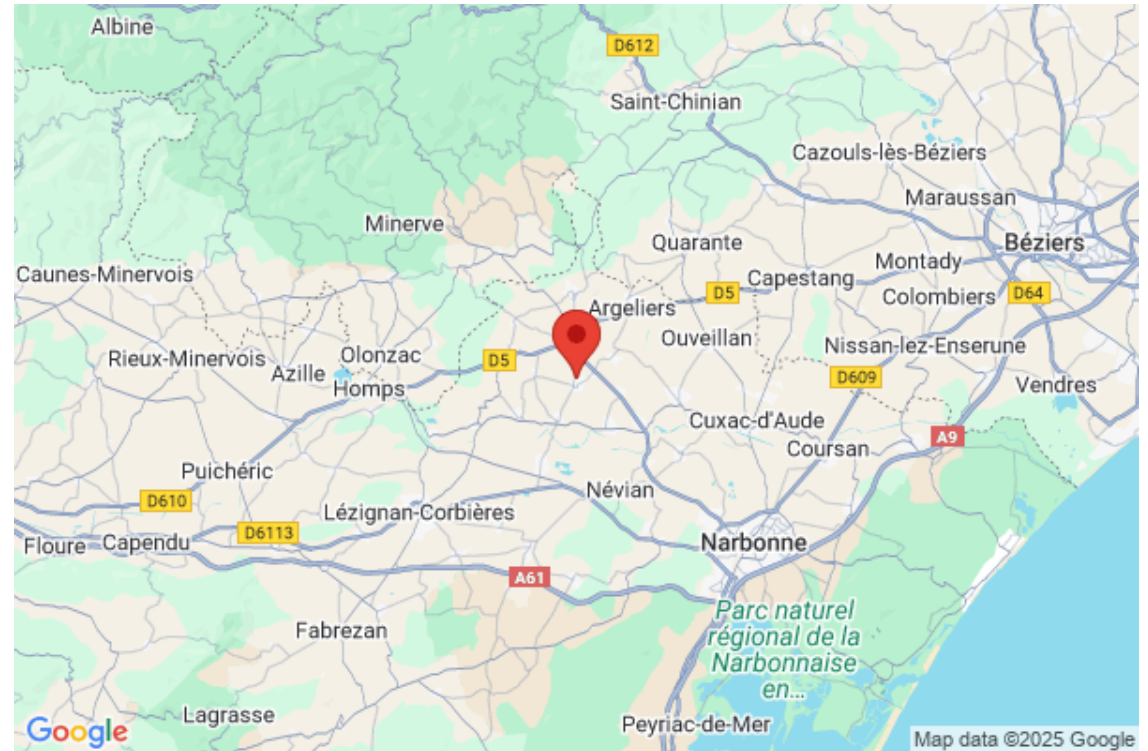 Albine
D612
Saint-Chinian
Cazouls-lès-Béziers
Maraussan
Minerve
Quarante
Béziers
Caunes-Minervois
Capestang
Montady
D5
Colombiers
D64
Argeliers
Ouveillan
Nissan-lez-Enserune
Rieux-Minervois
Olonzac
D5
Azille
Homps
D609
Vendres
Cuxac-d'Aude
A9
Coursan
Puichéric
Névian
D610
Lézignan-Corbières
D6113
Floure
Capendu
Narbonne
A61
Parc naturel
régional de la
Narbonnaise
en...
Fabrezan
Lagrasse
Peyriac-de-Mer
Google
Map data ©2025 Google